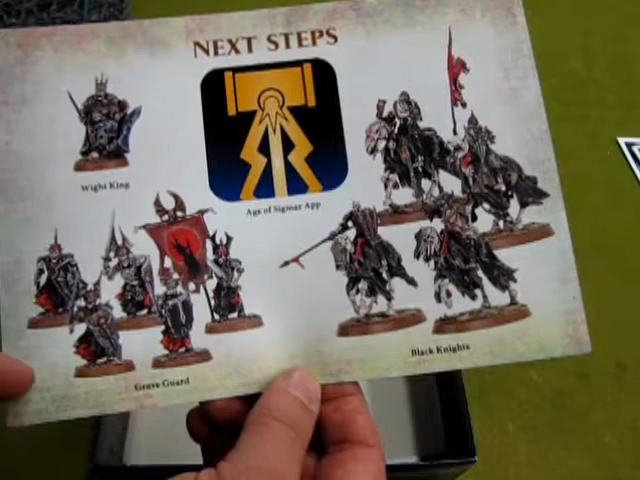 NEXT STEPS
Wight King
Age of Sigmar App
Grave Guard
Black Knights